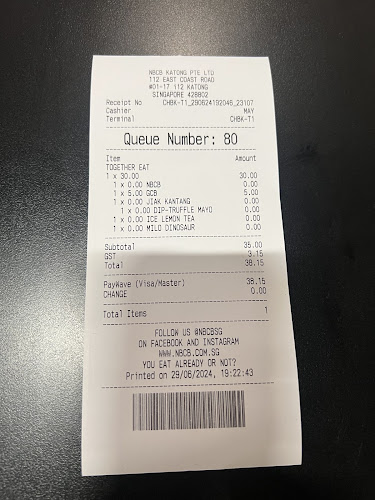 NBCB KATONG PTE LTD
112 EAST COAST ROAD
#01-17 i12 KATONG
SINGAPORE 428802
Receipt No CHBK-T1_290624192046_23107
Cashier MAY
Terminal CHBK-T1
Queue Number: 80
Item Amount
TOGETHER EAT
1 x 30.00 30.00
1 x 0.00 NBCB 0.00
1 x 5.00 GCB 5.00
1 x 0.00 JIAK KANTANG 0.00
1 x 0.00 DIP-TRUFFLE MAYO 0.00
1 x 0.00 ICE LEMON TEA 0.00
1 x 0.00 MILO DINOSAUR 0.00
Subtotal 35.00
GST 3.15
Total 38.15
PayWave (Visa/Master) 38.15
CHANGE 0.00
Total Items 1
FOLLOW US @NBCBSG
ON FACEBOOK AND INSTAGRAM
WWW.NBCB.COM.SG
YOU EAT ALREADY OR NOT?
Printed on 29/06/2024, 19:22:43